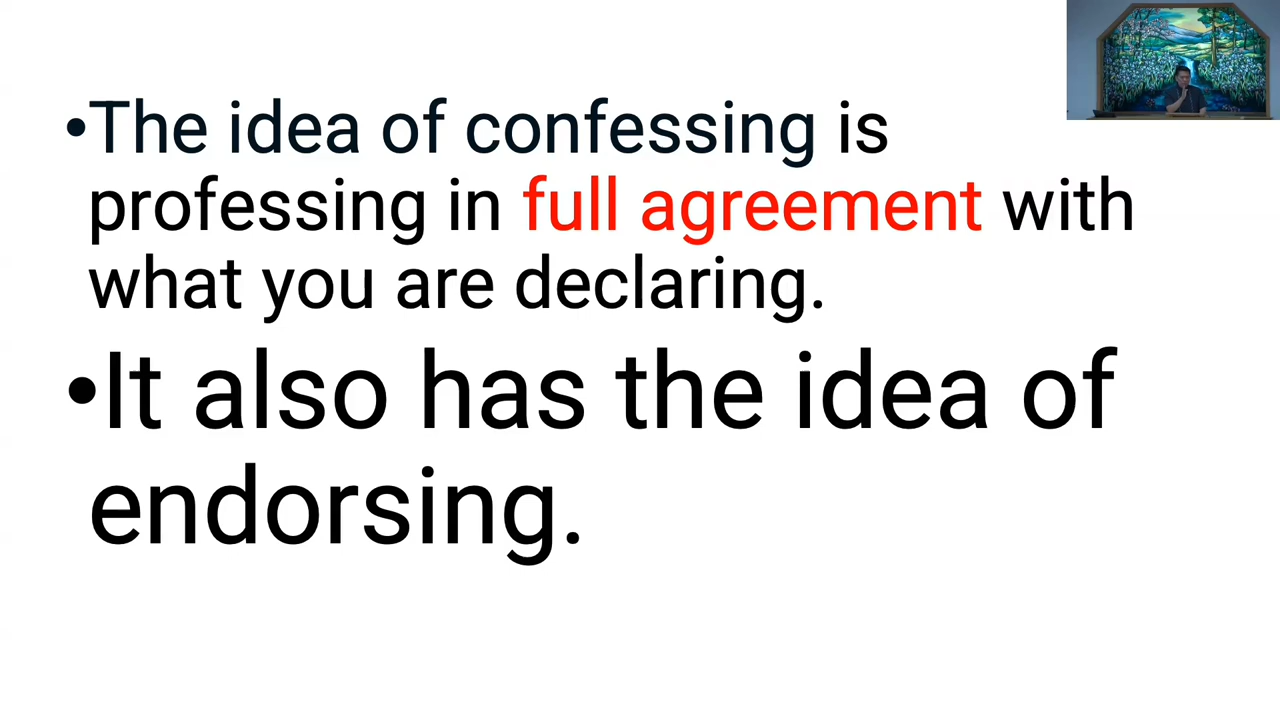 •The idea of confessing is
professing in full agreement with
what you are declaring.
•It also has the idea of
endorsing.